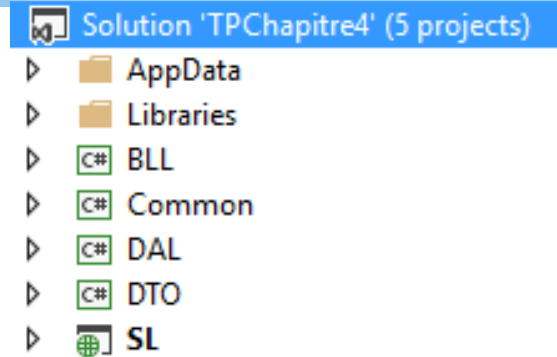 Solution 'TPChapitre4' (5 projects)
AppData
Libraries
C# BLL
C# Common
C# DAL
C# DTO
SL